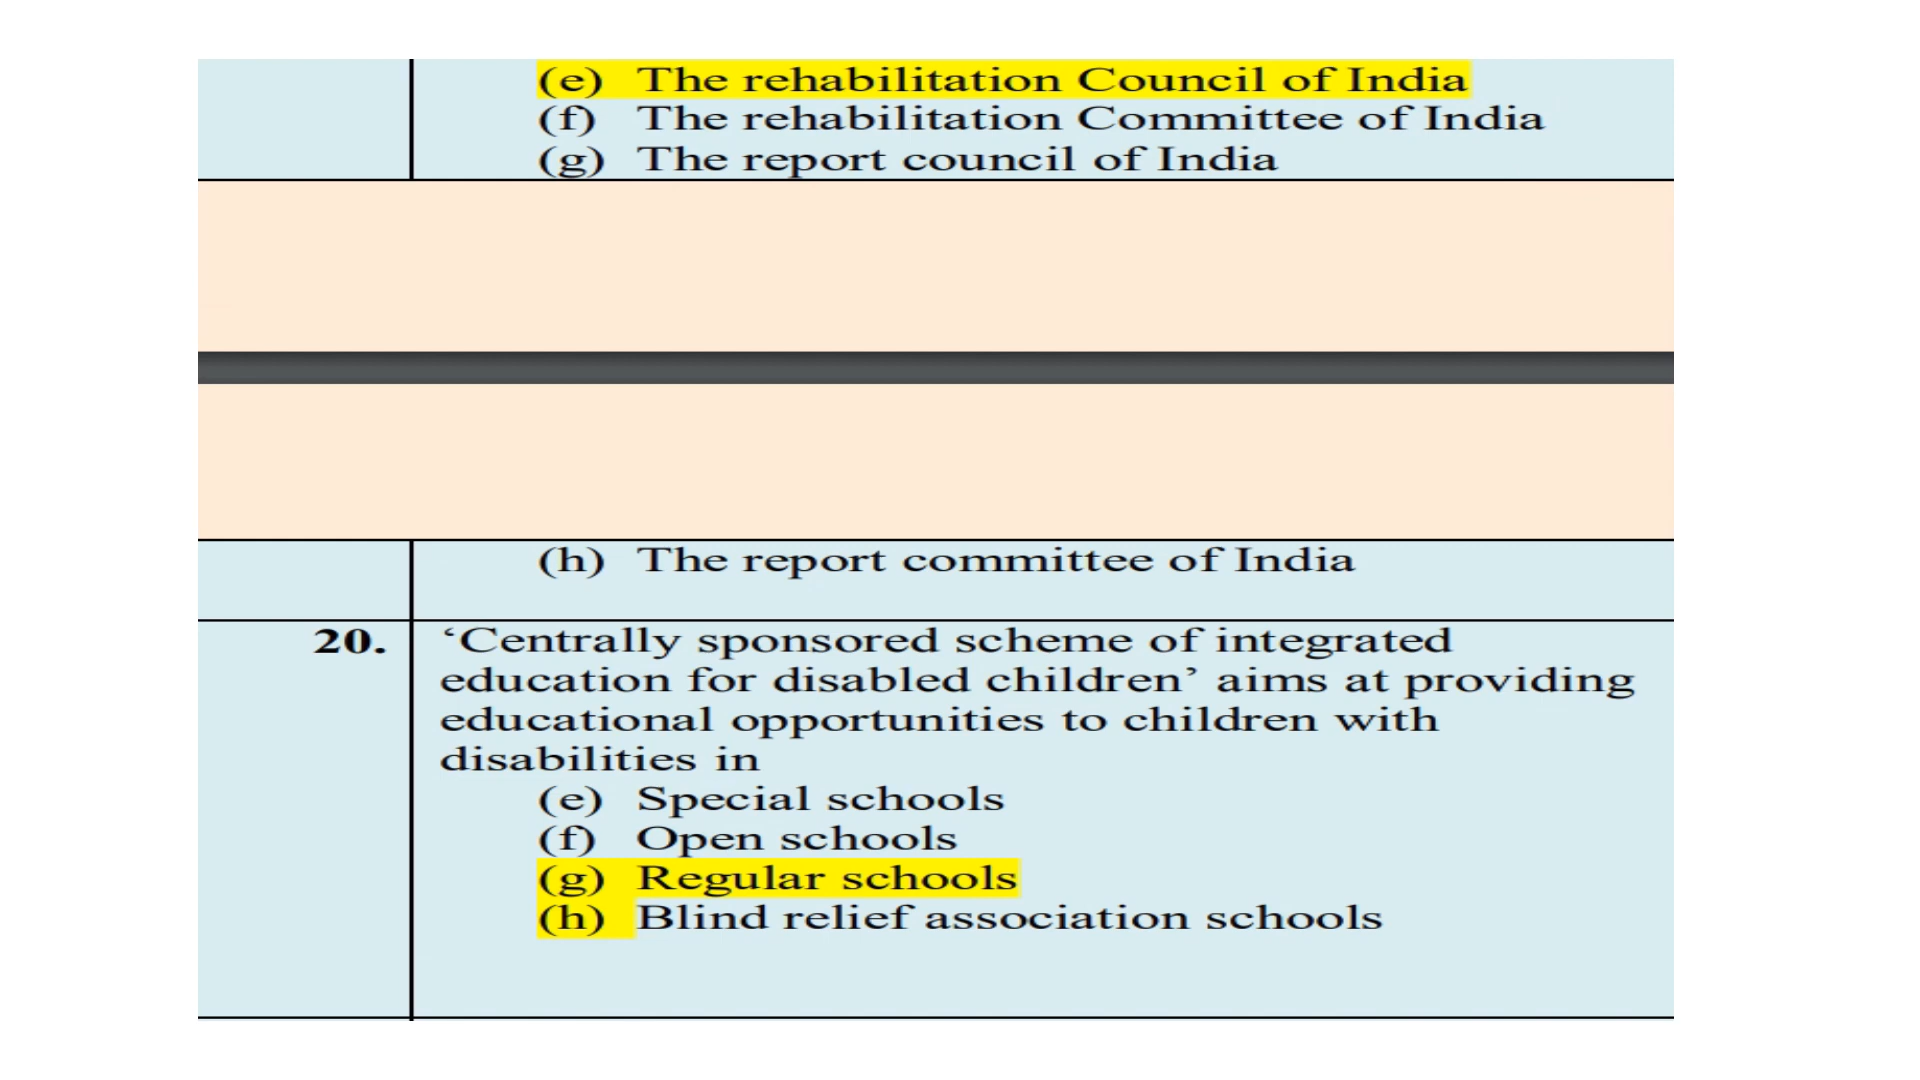 (e) The rehabilitation Council of India
(f) The rehabilitation Committee of India
(g) The report council of India
(h) The report committee of India
20. ‘Centrally sponsored scheme of integrated
education for disabled children’ aims at providing
educational opportunities to children with
disabilities in
(e) Special schools
(f) Open schools
(g) Regular schools
(h) Blind relief association schools